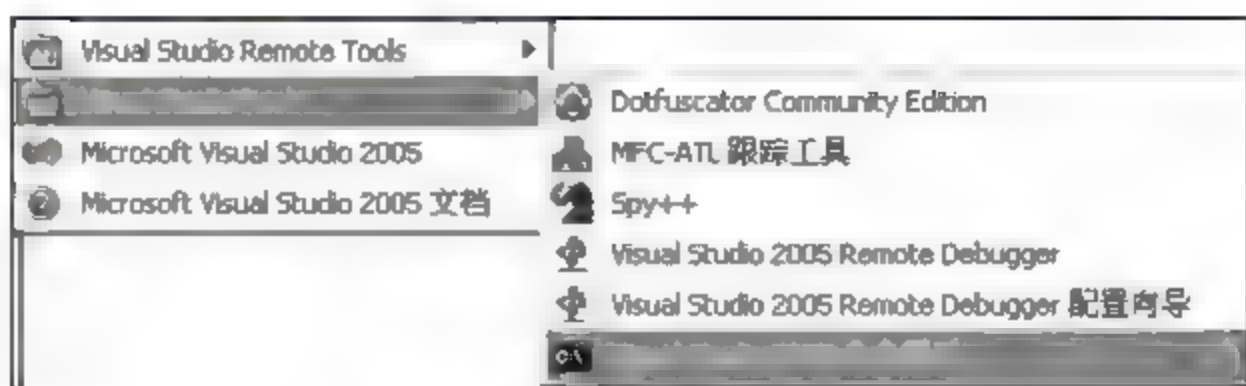 Visual Studio Remote Tools
Microsoft Visual Studio 2005
Microsoft Visual Studio 2005 文档
Dotfuscator Community Edition
MFC-ATL 跟踪工具
Spy++
Visual Studio 2005 Remote Debugger
Visual Studio 2005 Remote Debugger 配置向导
C:\